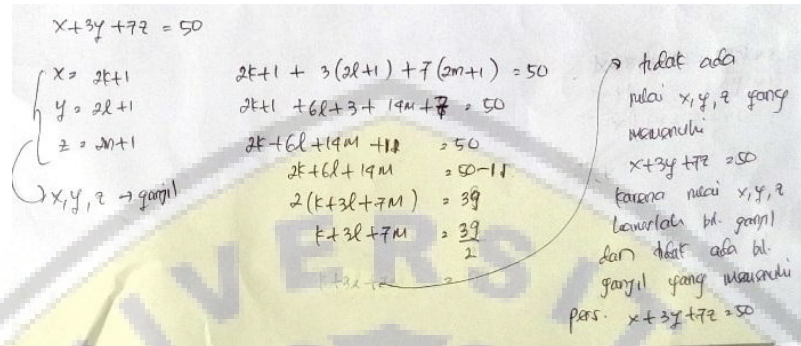 x+3y+7z = 50
x = 2k+1
y = 2l+1
z = 2m+1
x, y, z → ganjil
2k+1 + 3(2l+1) + 7(2m+1) = 50
2k+1 + 6l+3 + 14m+7 = 50
2k+6l+14m+11 = 50
2k+6l+14m = 50-11
2(k+3l+7m) = 39
k+3l+7m = 39/2
→ tidak ada
nilai x, y, z yang
memenuhi
x+3y+7z = 50
karena nilai x, y, z
haruslah bil. ganjil
dan tidak ada bil.
ganjil yang memenuhi
pers. x+3y+7z = 50
VERSI